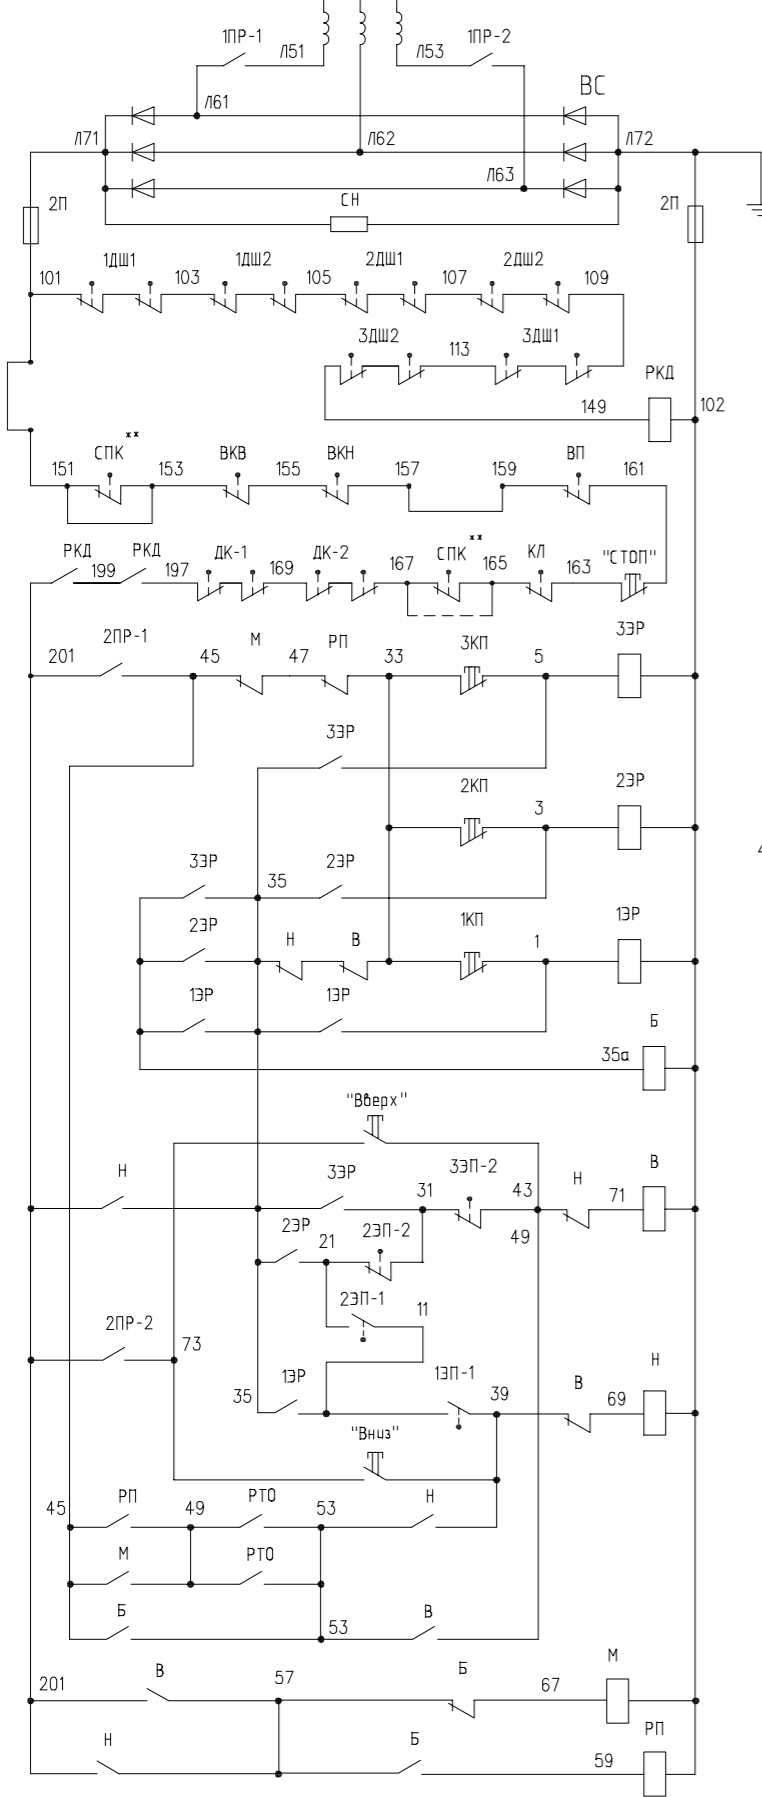 1ПР-1 Л51 Л53 1ПР-2
ВС
Л61
Л71 Л62 Л72
Л63
2П СН 2П
101 1ДШ1 103 1ДШ2 105 2ДШ1 107 2ДШ2 109
3ДШ2 113 3ДШ1
РКД
149 102
151 СПК** 153 ВКВ 155 ВКН 157 159 ВП 161
РКД 199 РКД 197 ДК-1 169 ДК-2 167 СПК** 165 КЛ 163 "СТОП"
201 2ПР-1 45 М 47 РП 33 3КП 5 3ЭР
3ЭР
2КП 3 2ЭР
3ЭР 35 2ЭР
2ЭР Н В 1КП 1 1ЭР
1ЭР 1ЭР
35а Б
"Вверх"
Н 3ЭР 31 3ЭП-2 43 Н 71 В
49
2ЭР 21 2ЭП-2
2ЭП-1 11
2ПР-2 73
35 1ЭР 1ЭП-1 39 В 69 Н
"Вниз"
45 РП 49 РТО 53 Н
М РТО
Б 53 В
201 В 57 Б 67 М
Н Б 59 РП